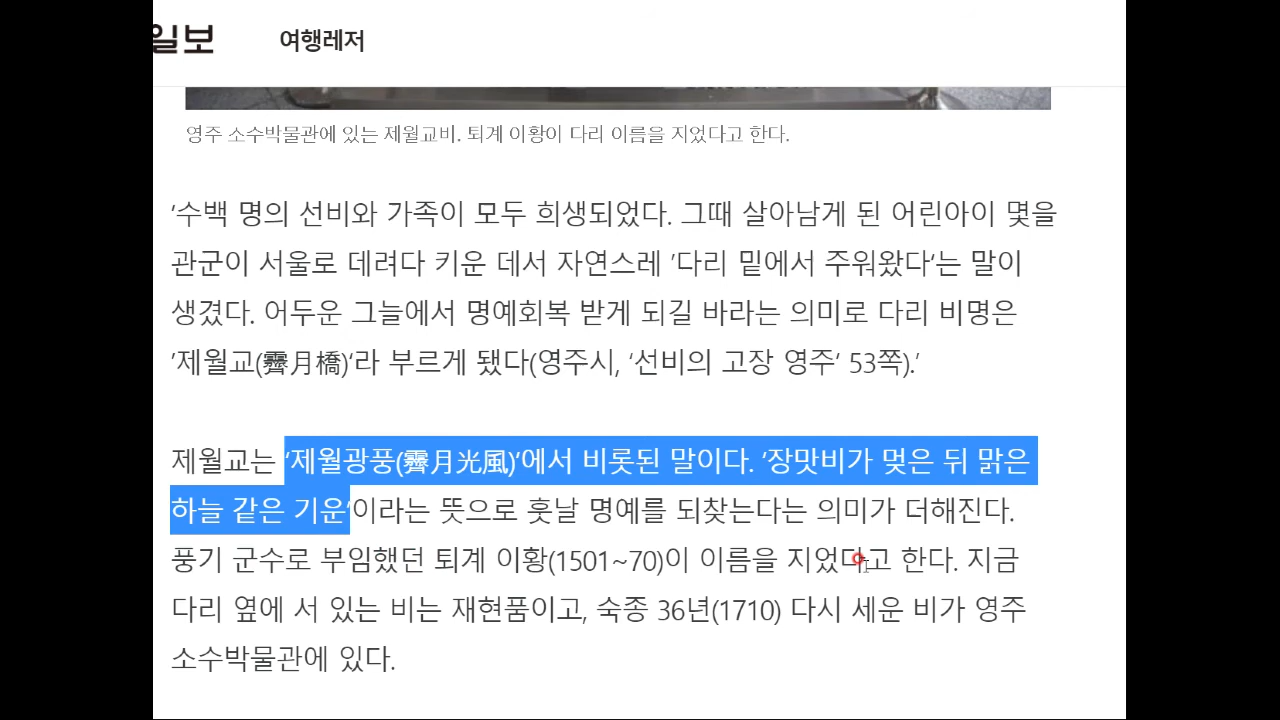 일보
여행레저
영주 소수박물관에 있는 제월교비. 퇴계 이황이 다리 이름을 지었다고 한다.
‘수백 명의 선비와 가족이 모두 희생되었다. 그때 살아남게 된 어린아이 몇을
관군이 서울로 데려다 키운 데서 자연스레 ’다리 밑에서 주워왔다‘는 말이
생겼다. 어두운 그늘에서 명예회복 받게 되길 바라는 의미로 다리 비명은
’제월교(霽月橋)‘라 부르게 됐다(영주시, ‘선비의 고장 영주’ 53쪽).’
제월교는 ‘제월광풍(霽月光風)’에서 비롯된 말이다. ’장맛비가 멎은 뒤 맑은
하늘 같은 기운’이라는 뜻으로 훗날 명예를 되찾는다는 의미가 더해진다.
풍기 군수로 부임했던 퇴계 이황(1501~70)이 이름을 지었다고 한다. 지금
다리 옆에 서 있는 비는 재현품이고, 숙종 36년(1710) 다시 세운 비가 영주
소수박물관에 있다.